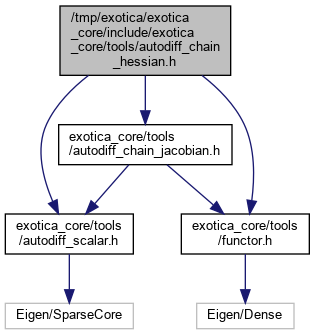 /tmp/exotica/exotica
_core/include/exotica
_core/tools/autodiff_chain
_hessian.h
exotica_core/tools
/autodiff_chain_jacobian.h
exotica_core/tools
/autodiff_scalar.h
exotica_core/tools
/functor.h
Eigen/SparseCore
Eigen/Dense